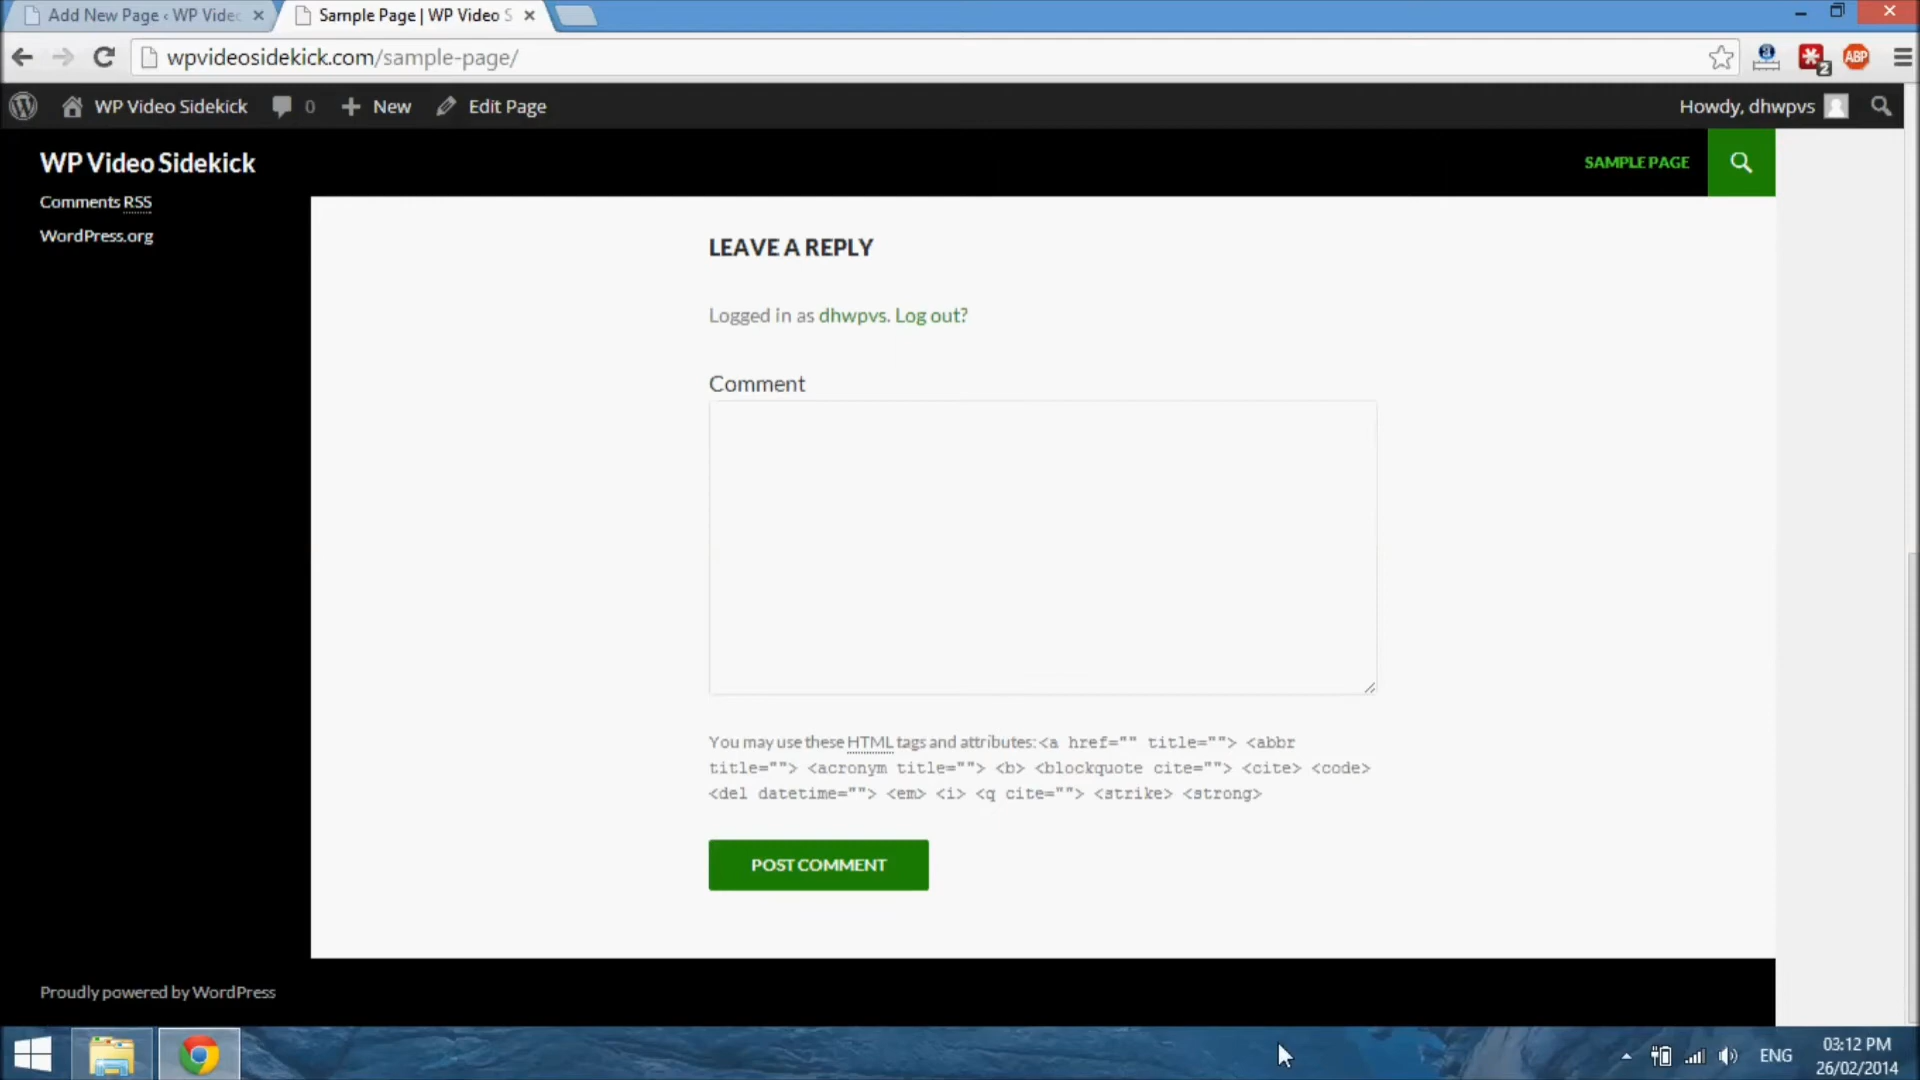 Add New Page ‹ WP Vide
Sample Page | WP Video S
wpvideosidekick.com/sample-page/
2
ABP
WP Video Sidekick
0
New
Edit Page
Howdy, dhwpvs
WP Video Sidekick
SAMPLE PAGE
Comments RSS
WordPress.org
LEAVE A REPLY
Logged in as dhwpvs. Log out?
Comment
You may use these HTML tags and attributes: <a href="" title=""> <abbr
title=""> <acronym title=""> <b> <blockquote cite=""> <cite> <code>
<del datetime=""> <em> <i> <q cite=""> <strike> <strong>
POST COMMENT
Proudly powered by WordPress
ENG
03:12 PM
26/02/2014